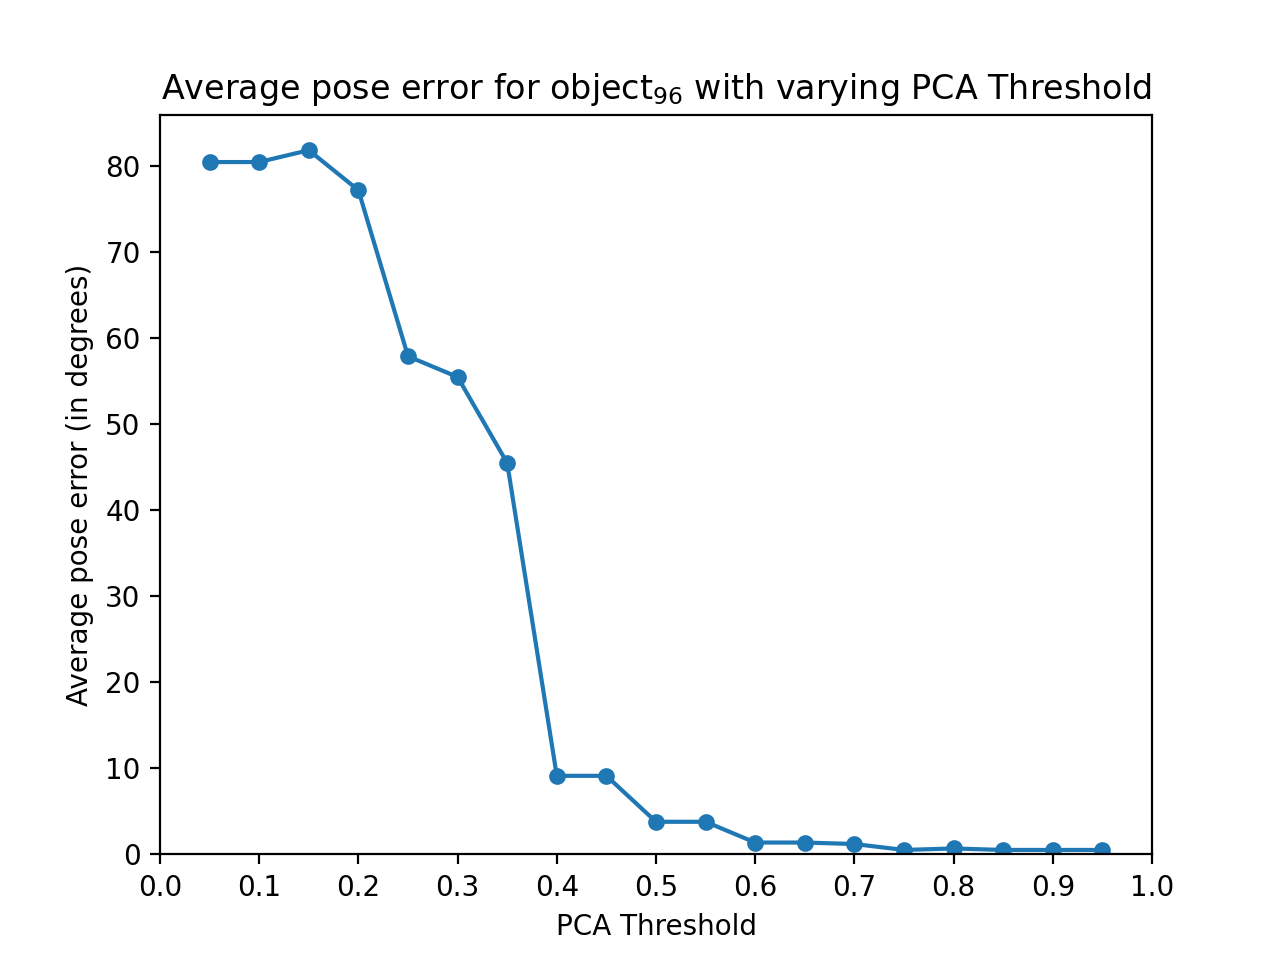 Average pose error for object₉₆ with varying PCA Threshold
Average pose error (in degrees)
80
70
60
50
40
30
20
10
0
0.0 0.1 0.2 0.3 0.4 0.5 0.6 0.7 0.8 0.9 1.0
PCA Threshold